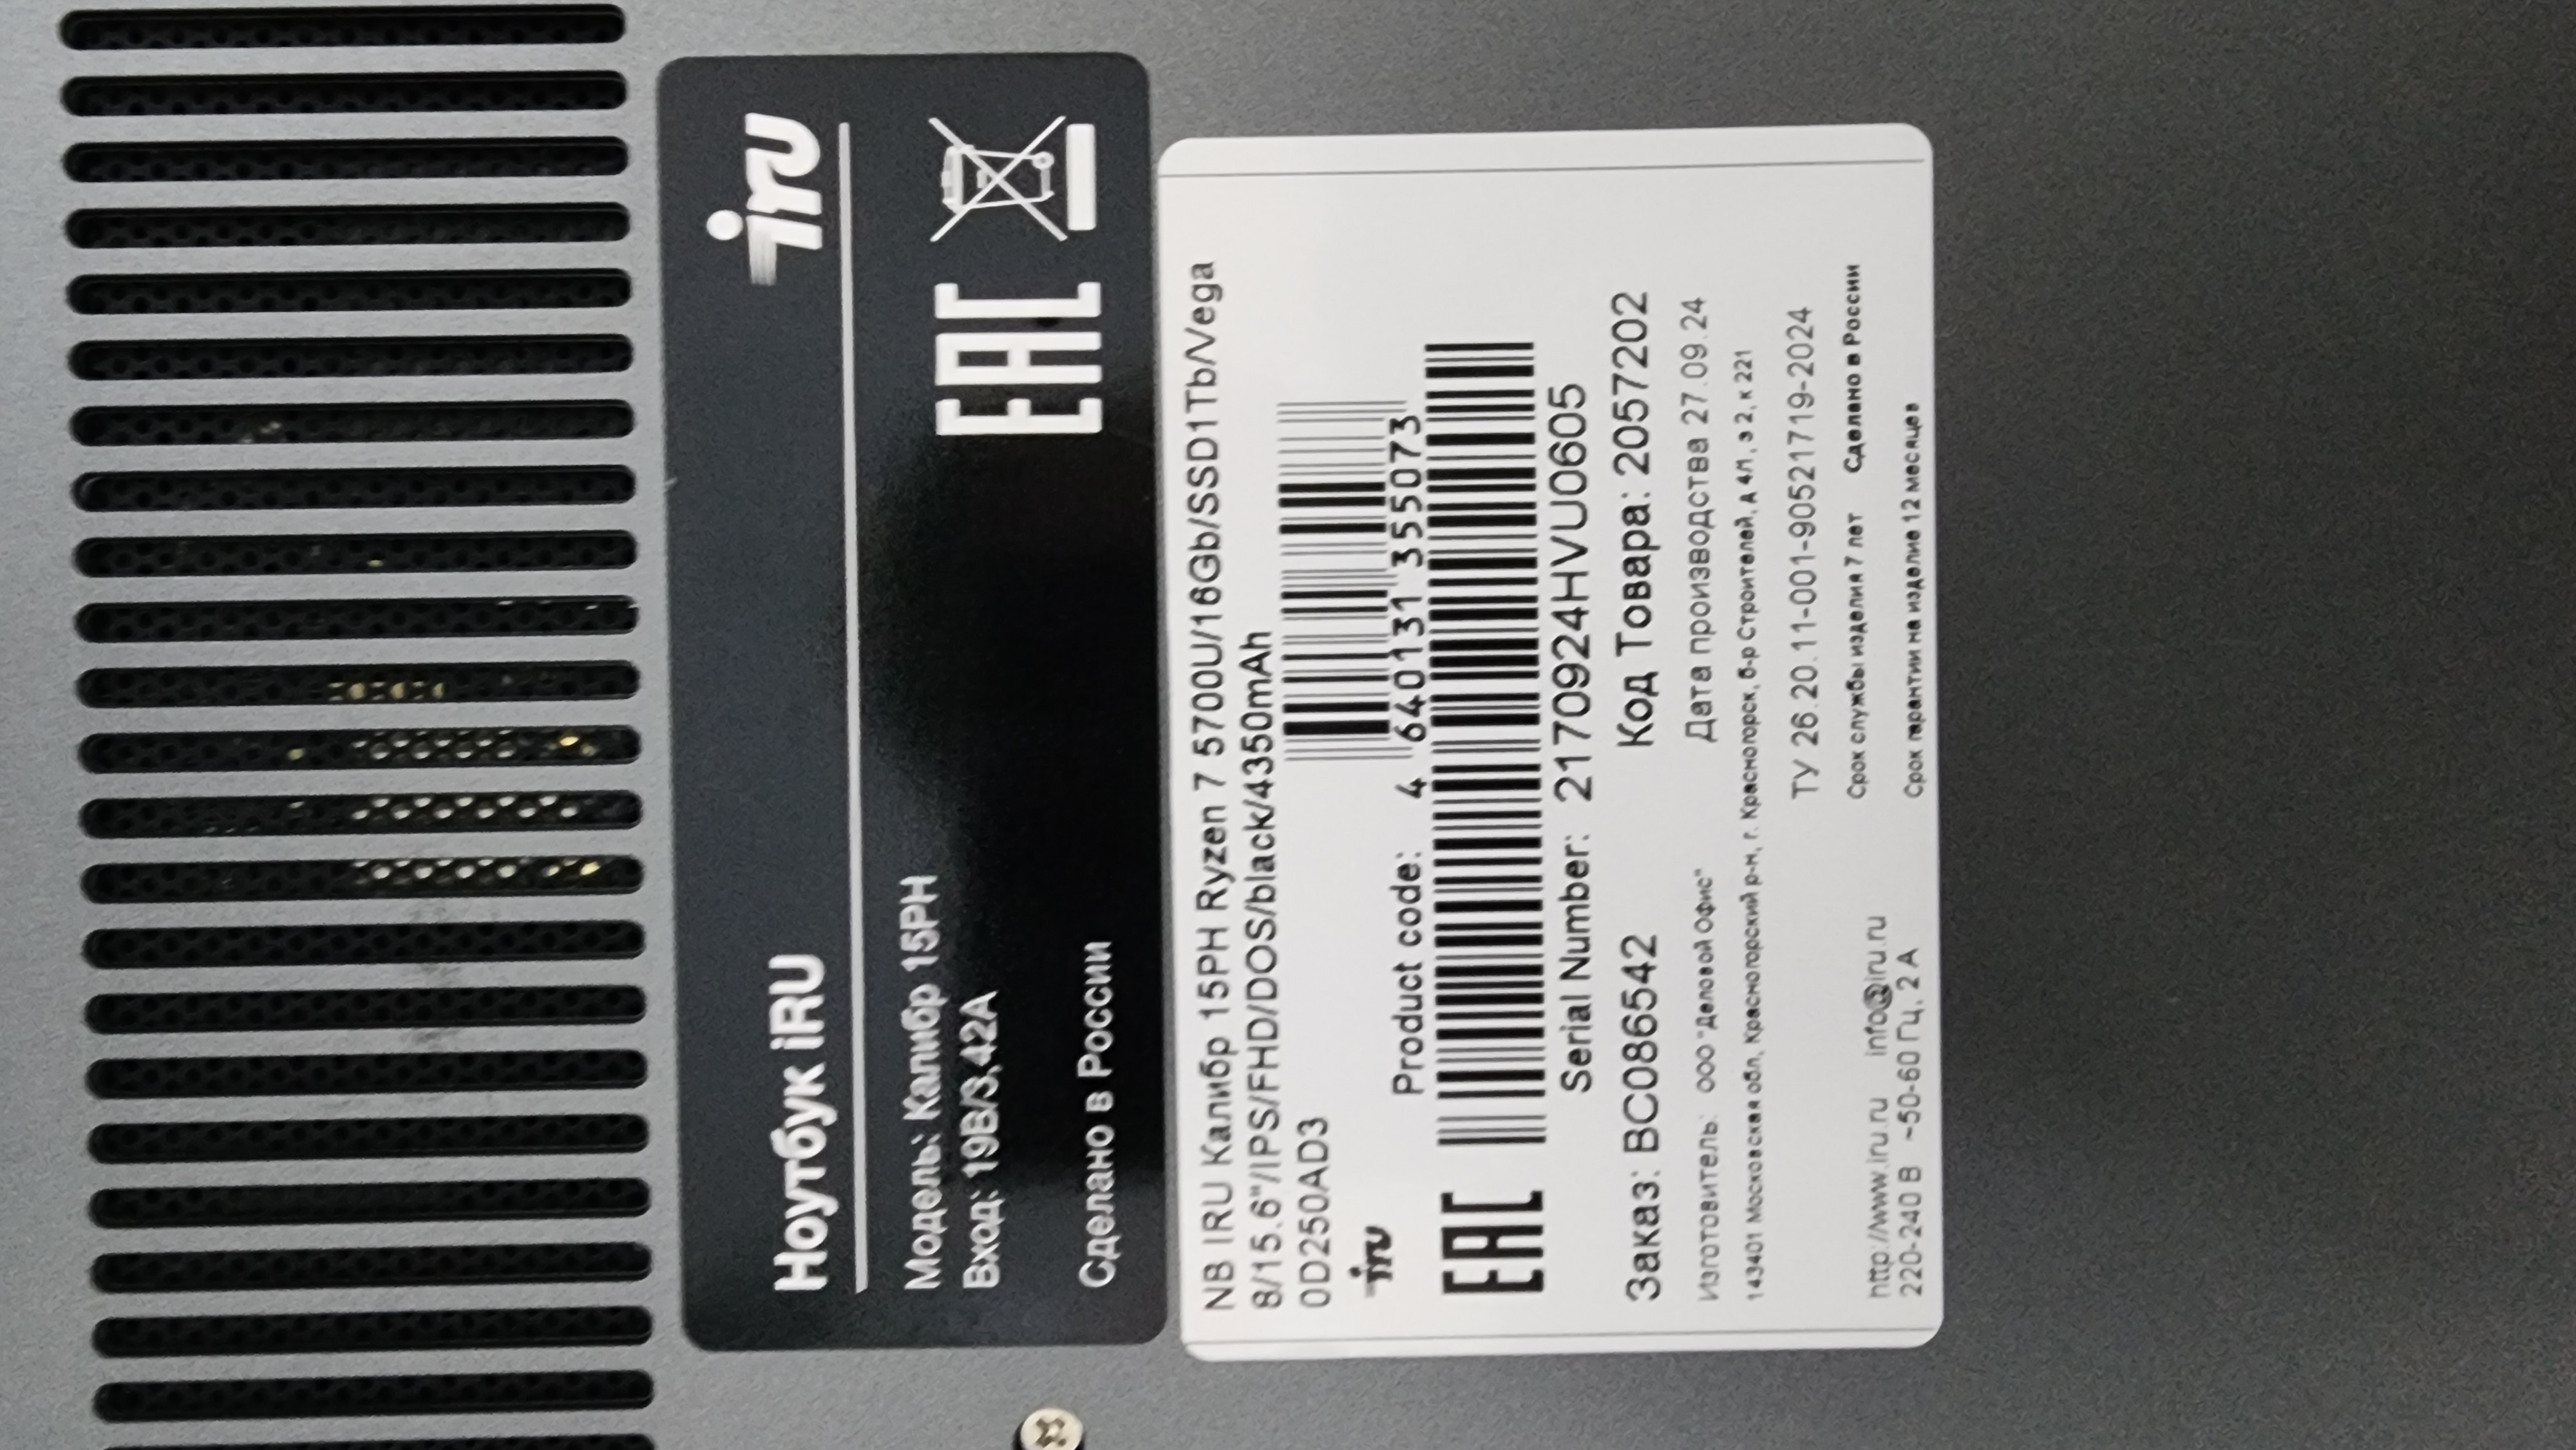 Ноутбук iRU
iru
Модель: Калибр 15PH
Вход: 19В/3,42А
EAC
Сделано в России
NB IRU Калибр 15PH Ryzen 7 5700U/16Gb/SSD1Tb/Vega
8/15.6"/IPS/FHD/DOS/black/4350mAh
0D250AD3
iru
Product code: 4 640131 355073
EAC
Serial Number: 2170924HVU0605
Заказ: BC086542 Код Товара: 2057202
Изготовитель: ООО "Деловой Офис" Дата производства 27.09.24
143401 Московская обл, Красногорский р-н, г. Красногорск, б-р Строителей, д 4/1, э 2, к 221
ТУ 26.20.11-001-90521719-2024
http://www.iru.ru info@iru.ru Срок службы изделия 7 лет Сделано в России
220-240 В ~50-60 Гц, 2 А Срок гарантии на изделие 12 месяцев